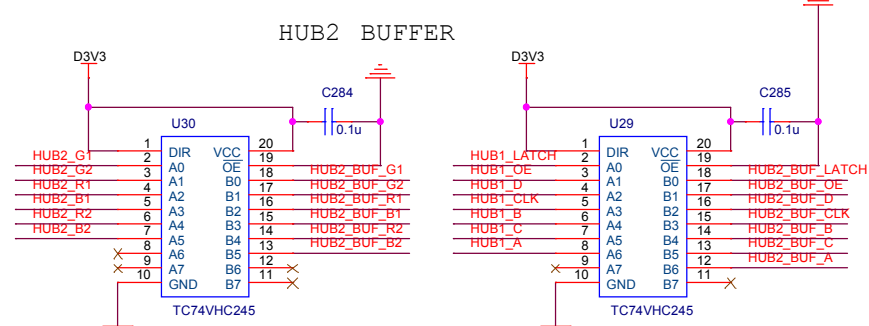 HUB2 BUFFER
D3V3
C284
0.1u
U30
1 DIR VCC 20
HUB2_G1 2 A0 OE 19
HUB2_G2 3 A1 B0 18 HUB2_BUF_G1
HUB2_R1 4 A2 B1 17 HUB2_BUF_G2
HUB2_B1 5 A3 B2 16 HUB2_BUF_R1
HUB2_R2 6 A4 B3 15 HUB2_BUF_B1
HUB2_B2 7 A5 B4 14 HUB2_BUF_R2
8 A6 B5 13 HUB2_BUF_B2
9 A7 B6 12
10 GND B7 11
TC74VHC245
D3V3
C285
0.1u
U29
1 DIR VCC 20
HUB1_LATCH 2 A0 OE 19
HUB1_OE 3 A1 B0 18 HUB2_BUF_LATCH
HUB1_D 4 A2 B1 17 HUB2_BUF_OE
HUB1_CLK 5 A3 B2 16 HUB2_BUF_D
HUB1_B 6 A4 B3 15 HUB2_BUF_CLK
HUB1_C 7 A5 B4 14 HUB2_BUF_B
HUB1_A 8 A6 B5 13 HUB2_BUF_C
9 A7 B6 12 HUB2_BUF_A
10 GND B7 11
TC74VHC245